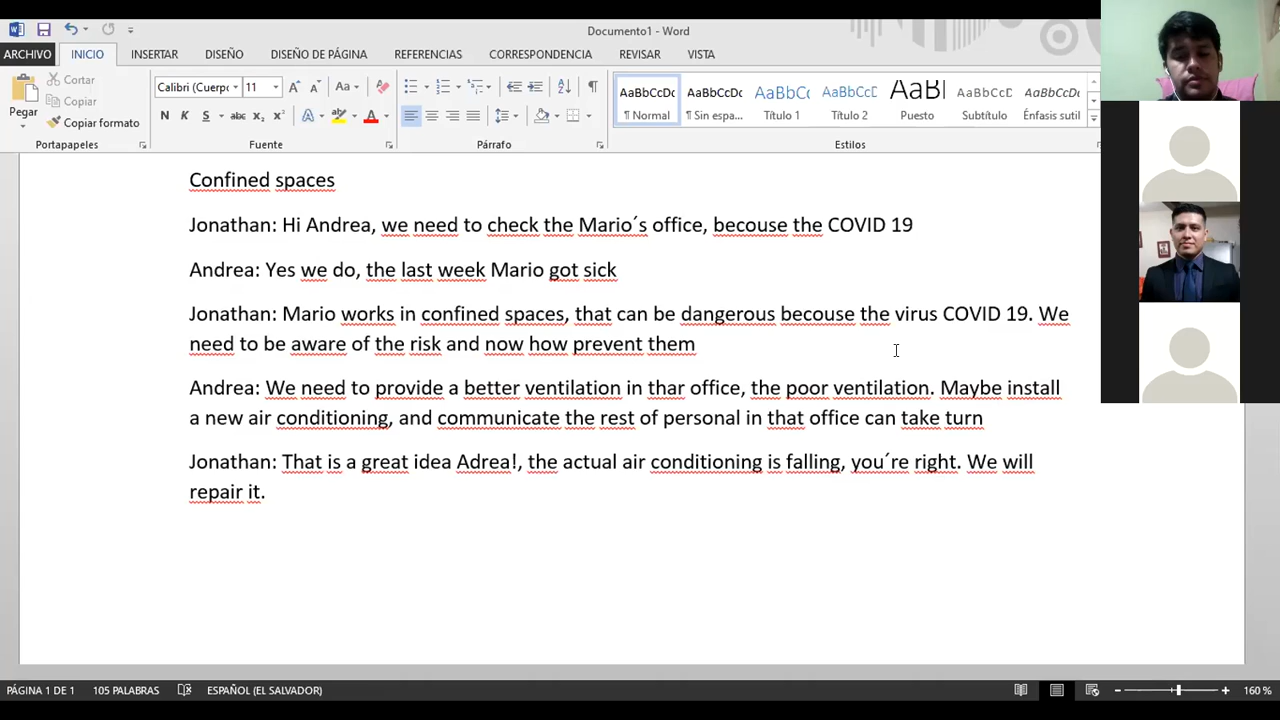 Documento1 - Word
ARCHIVO INICIO INSERTAR DISEÑO DISEÑO DE PÁGINA REFERENCIAS CORRESPONDENCIA REVISAR VISTA
Cortar
Copiar
Copiar formato
Pegar
Portapapeles
Calibri (Cuerpo 11
Aa
N K S abc x₂ x²
Fuente
Párrafo
AaBbCcDc AaBbCcDc AaBbCc AaBbCcD AaBl AaBbCcD AaBbCcDc
¶ Normal ¶ Sin espa... Título 1 Título 2 Puesto Subtítulo Énfasis sutil
Estilos
Confined spaces
Jonathan: Hi Andrea, we need to check the Mario´s office, becouse the COVID 19
Andrea: Yes we do, the last week Mario got sick
Jonathan: Mario works in confined spaces, that can be dangerous becouse the virus COVID 19. We
need to be aware of the risk and now how prevent them
Andrea: We need to provide a better ventilation in thar office, the poor ventilation. Maybe install
a new air conditioning, and communicate the rest of personal in that office can take turn
Jonathan: That is a great idea Adrea!, the actual air conditioning is falling, you´re right. We will
repair it.
PÁGINA 1 DE 1 105 PALABRAS ESPAÑOL (EL SALVADOR) 160 %